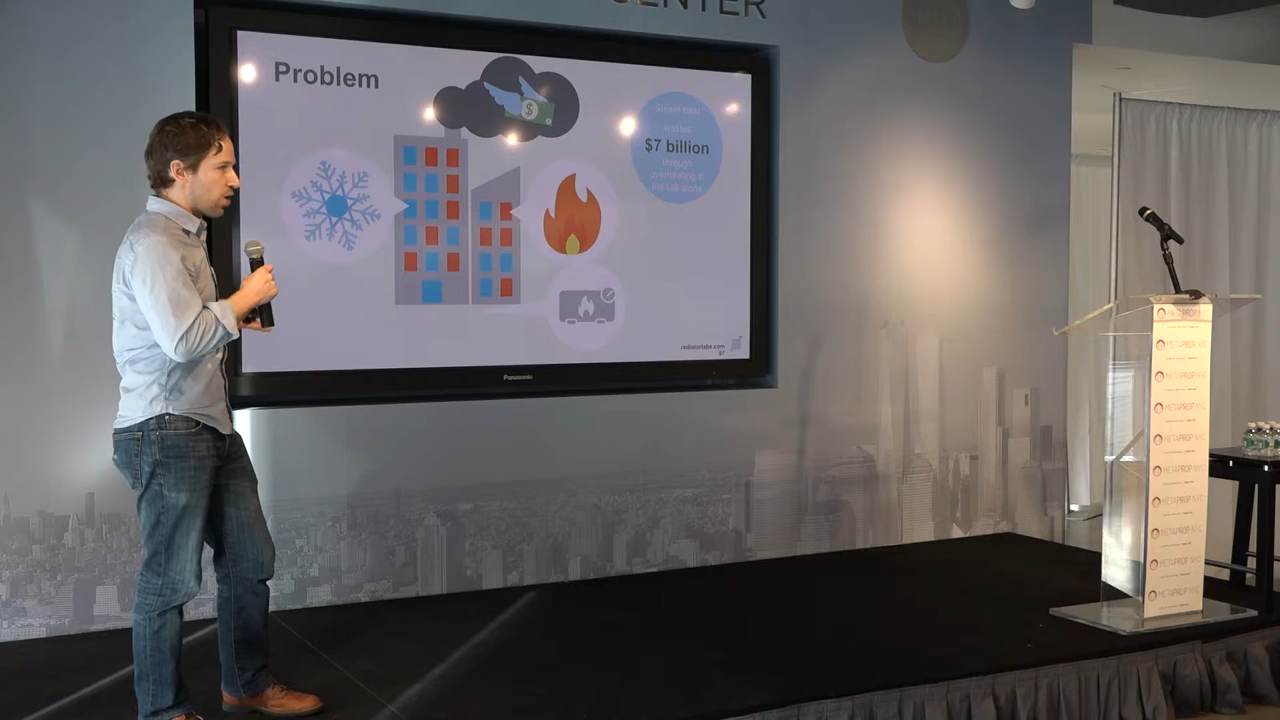 CENTER
Problem
Steam heat
wastes
$7 billion
through
overheating in
the US alone
radiatorlabs.com
Panasonic
METAPROP NYC
METAPROP NYC
METAPROP NYC
METAPROP NYC
METAPROP NYC
METAPROP NYC
METAPROP NYC
METAPROP NYC
METAPROP NYC
METAPROP NYC